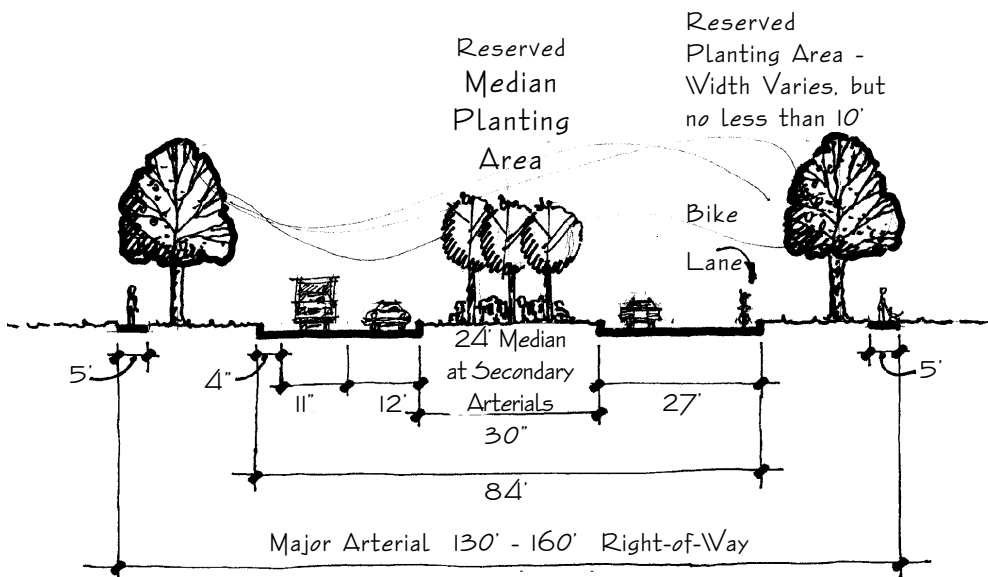 Reserved
Median
Planting
Area
Reserved
Planting Area -
Width Varies, but
no less than 10'
Bike
Lane
24' Median
at Secondary
Arterials
5'
4"
11"
12'
30"
27'
5'
84'
Major Arterial 130' - 160' Right-of-Way